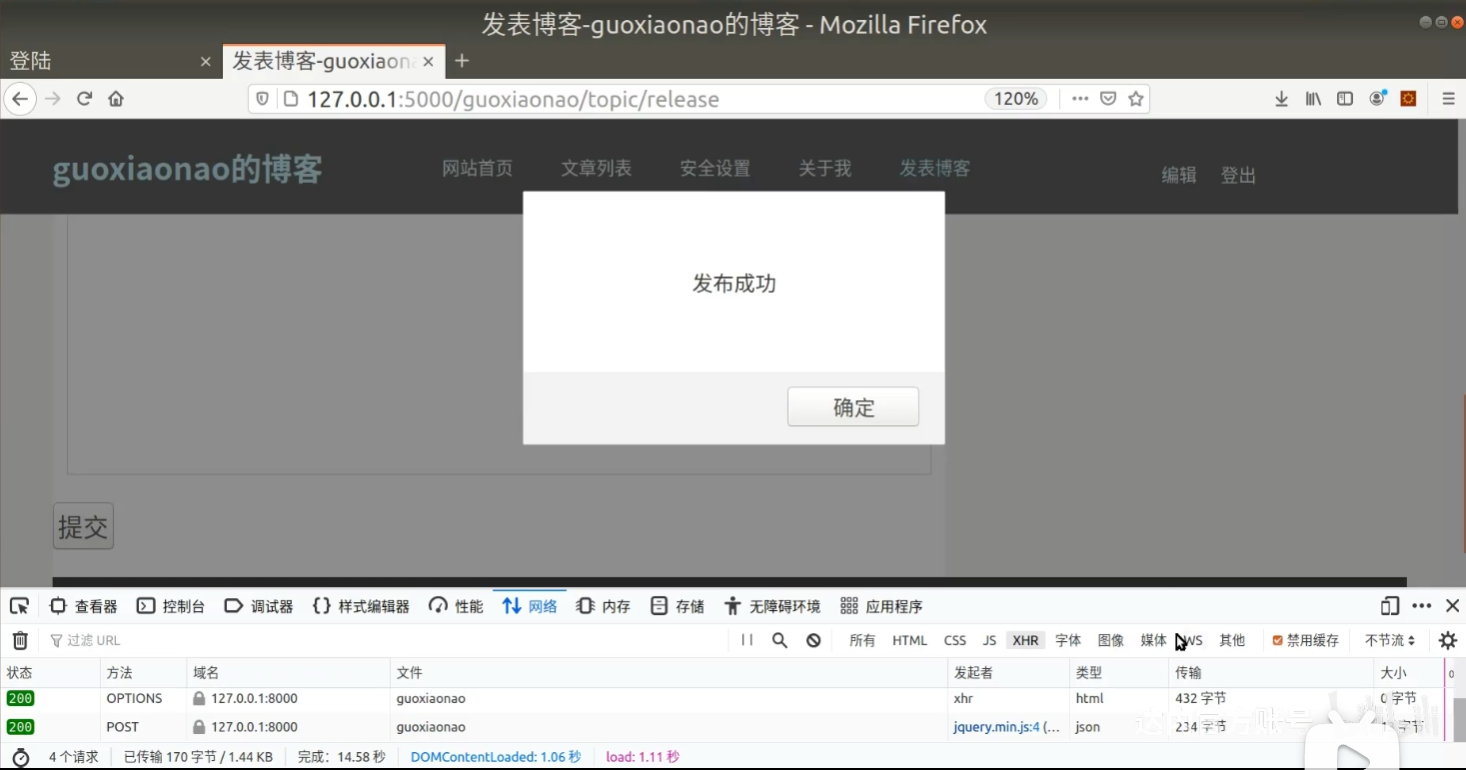 发表博客-guoxiaonao的博客 - Mozilla Firefox
登陆 × 发表博客-guoxiaon × +
127.0.0.1:5000/guoxiaonao/topic/release 120%
guoxiaonao的博客 网站首页 文章列表 安全设置 关于我 发表博客 编辑 登出
发布成功
确定
提交
查看器 控制台 调试器 样式编辑器 性能 网络 内存 存储 无障碍环境 应用程序
过滤 URL 所有 HTML CSS JS XHR 字体 图像 媒体 WS 其他 禁用缓存 不节流
状态 方法 域名 文件 发起者 类型 传输 大小 0
200 OPTIONS 127.0.0.1:8000 guoxiaonao xhr html 432 字节 0 字节
200 POST 127.0.0.1:8000 guoxiaonao jquery.min.js:4 (... json 234 字节 字节
4 个请求 已传输 170 字节 / 1.44 KB 完成：14.58 秒 DOMContentLoaded: 1.06 秒 load: 1.11 秒